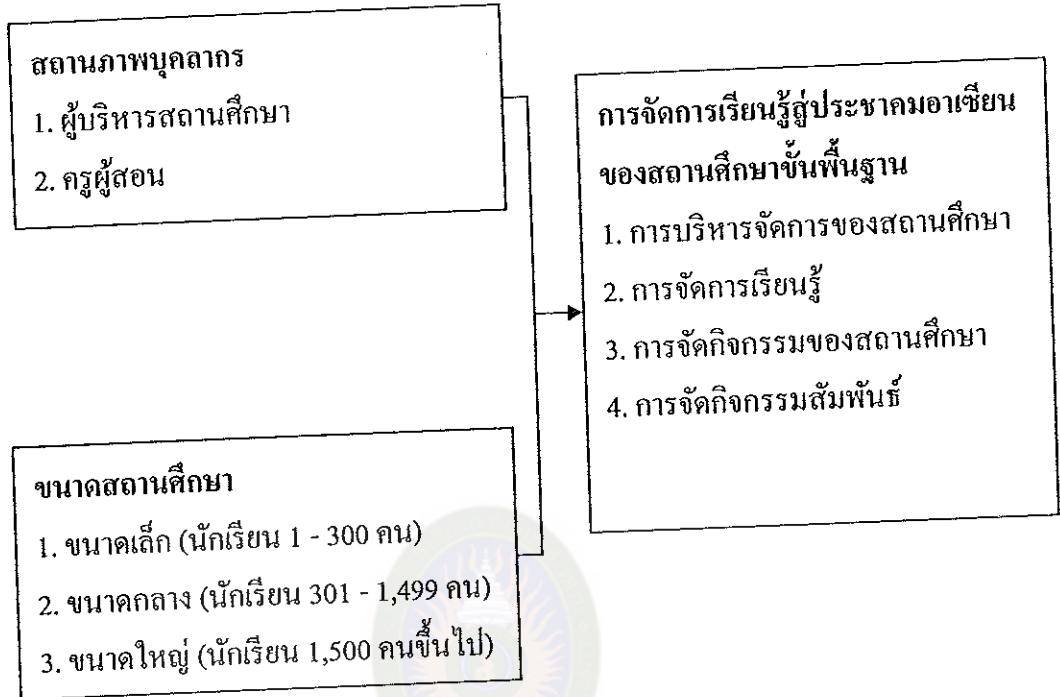 สถานภาพบุคลากร
1. ผู้บริหารสถานศึกษา
2. ครูผู้สอน
ขนาดสถานศึกษา
1. ขนาดเล็ก (นักเรียน 1 - 300 คน)
2. ขนาดกลาง (นักเรียน 301 - 1,499 คน)
3. ขนาดใหญ่ (นักเรียน 1,500 คนขึ้นไป)
การจัดการเรียนรู้สู่ประชาคมอาเซียน
ของสถานศึกษาขั้นพื้นฐาน
1. การบริหารจัดการของสถานศึกษา
2. การจัดการเรียนรู้
3. การจัดกิจกรรมของสถานศึกษา
4. การจัดกิจกรรมสัมพันธ์